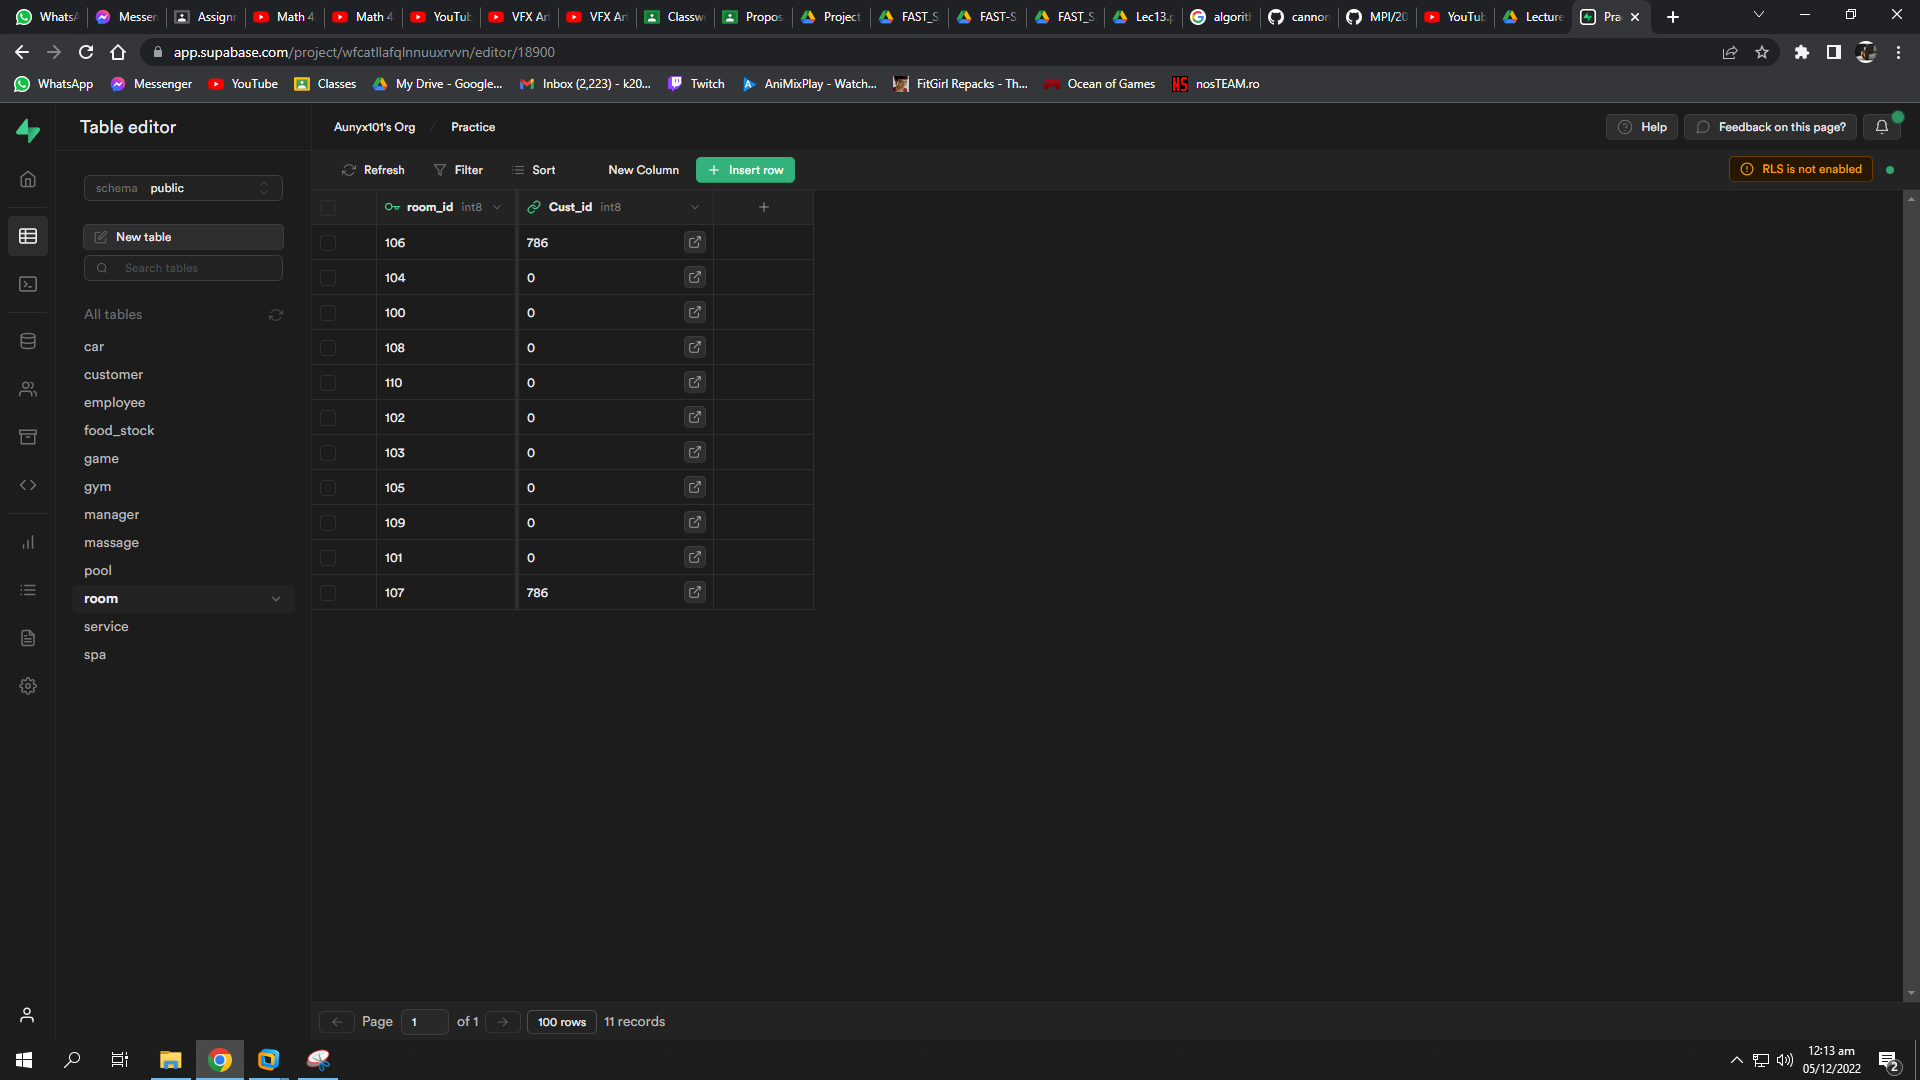 WhatsA
Messen
Assignn
Math 4
Math 4
YouTub
VFX Ar
VFX Ar
Classw
Propos
Project
FAST_S
FAST-S
FAST_S
Lec13.p
algorit
cannon
MPI/20
YouTub
Lecture
Pra
app.supabase.com/project/wfcatllafqlnnuuxrvvn/editor/18900
WhatsApp
Messenger
YouTube
Classes
My Drive - Google...
Inbox (2,223) - k20...
Twitch
AniMixPlay - Watch...
FitGirl Repacks - Th...
Ocean of Games
NS nosTEAM.ro
Table editor
Aunyx101's Org / Practice
Help
Feedback on this page?
schema public
Refresh
Filter
Sort
New Column
+ Insert row
RLS is not enabled
New table
Search tables
All tables
car
customer
employee
food_stock
game
gym
manager
massage
pool
room
service
spa
room_id int8 Cust_id int8 +
106 786
104 0
100 0
108 0
110 0
102 0
103 0
105 0
109 0
101 0
107 786
Page 1 of 1 100 rows 11 records
12:13 am
05/12/2022
2